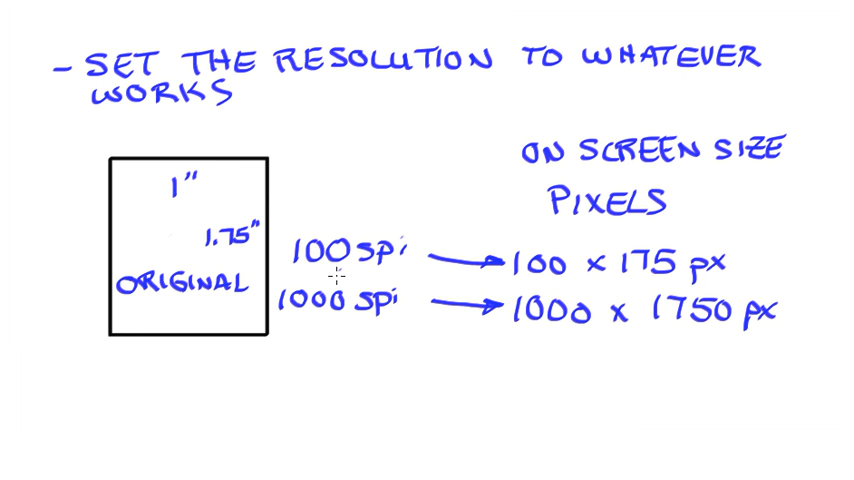 - SET THE RESOLUTION TO WHATEVER
WORKS
ON SCREEN SIZE
PIXELS
1"
1.75"
ORIGINAL
100 spi → 100 x 175 px
1000 spi → 1000 x 1750 px